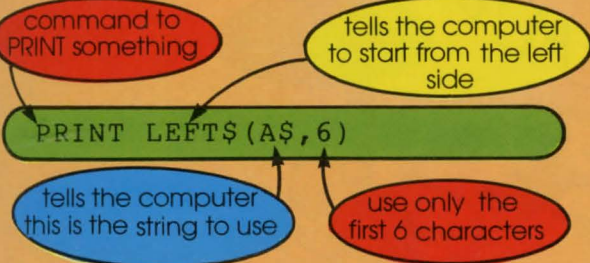 command to
PRINT something
tells the computer
to start from the left
side
PRINT LEFT$(A$,6)
tells the computer
this is the string to use
use only the
first 6 characters